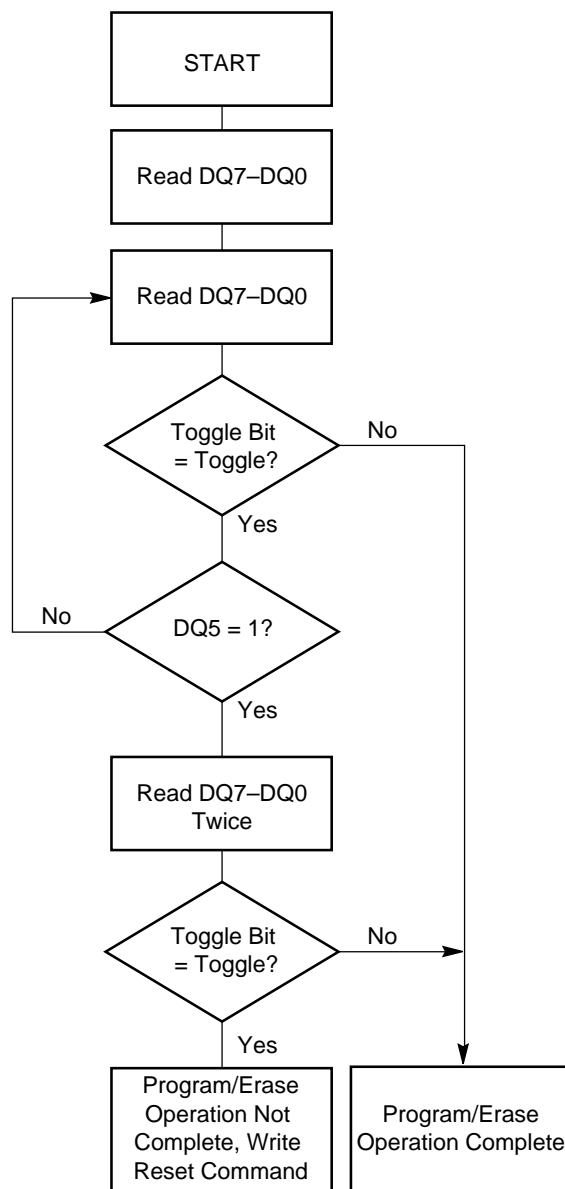 START
Read DQ7–DQ0
Read DQ7–DQ0
Toggle Bit
= Toggle?
No
Yes
No
DQ5 = 1?
Yes
Read DQ7–DQ0
Twice
Toggle Bit
= Toggle?
No
Yes
Program/Erase
Operation Not
Complete, Write
Reset Command
Program/Erase
Operation Complete